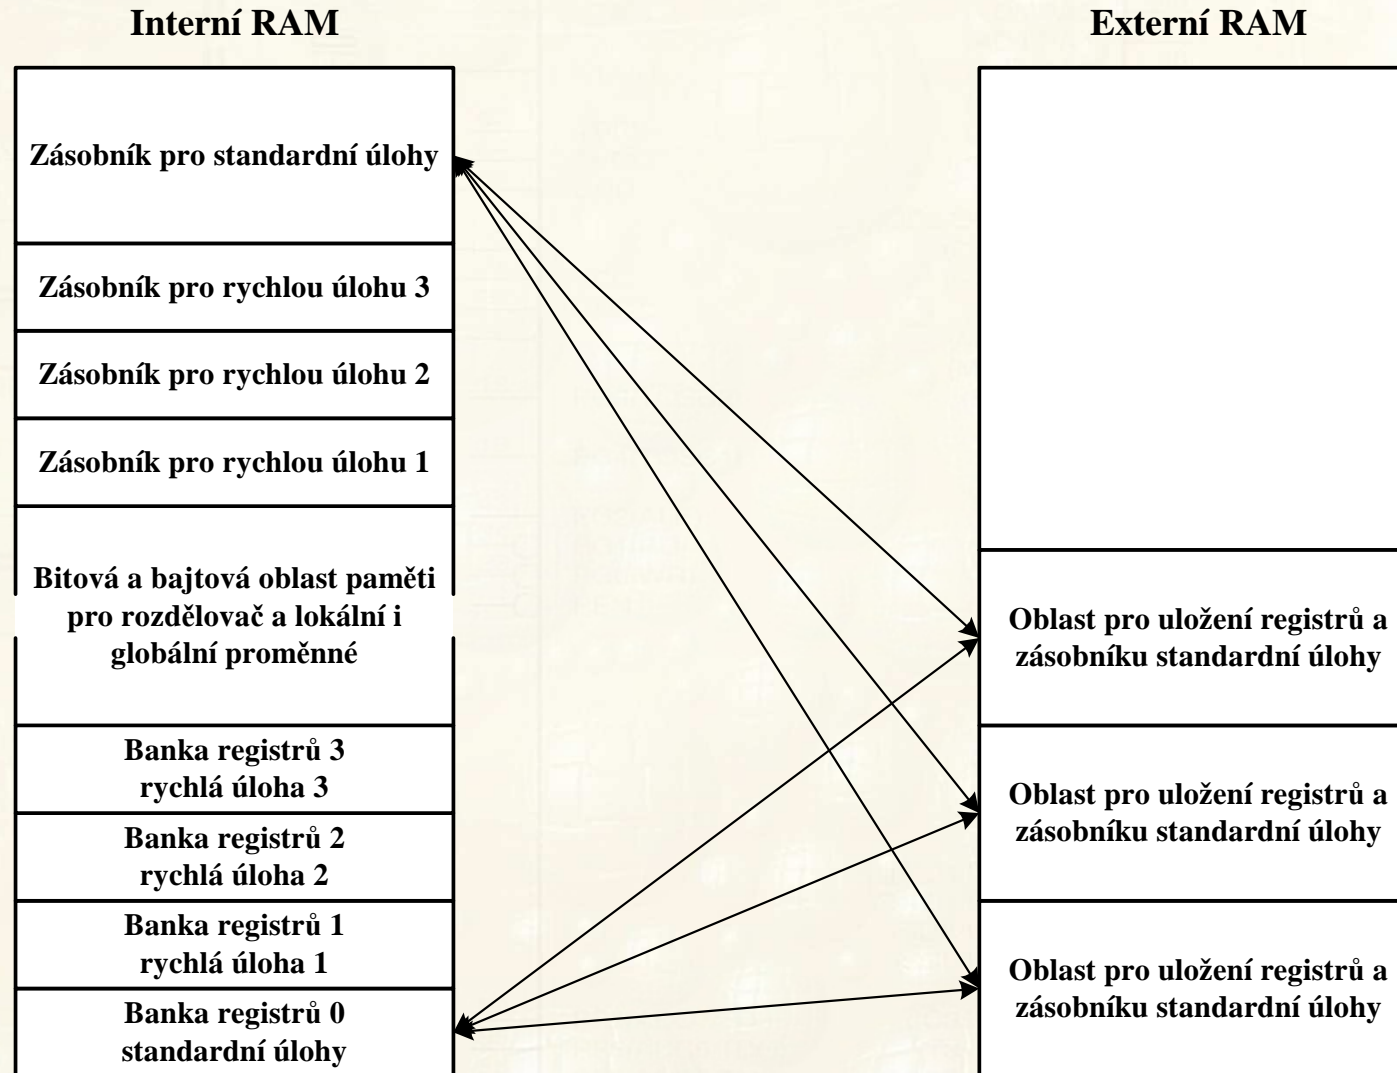 Interní RAM
Externí RAM
Zásobník pro standardní úlohy
Zásobník pro rychlou úlohu 3
Zásobník pro rychlou úlohu 2
Zásobník pro rychlou úlohu 1
Bitová a bajtová oblast paměti
pro rozdělovač a lokální i
globální proměnné
Banka registrů 3
rychlá úloha 3
Banka registrů 2
rychlá úloha 2
Banka registrů 1
rychlá úloha 1
Banka registrů 0
standardní úlohy
Oblast pro uložení registrů a
zásobníku standardní úlohy
Oblast pro uložení registrů a
zásobníku standardní úlohy
Oblast pro uložení registrů a
zásobníku standardní úlohy